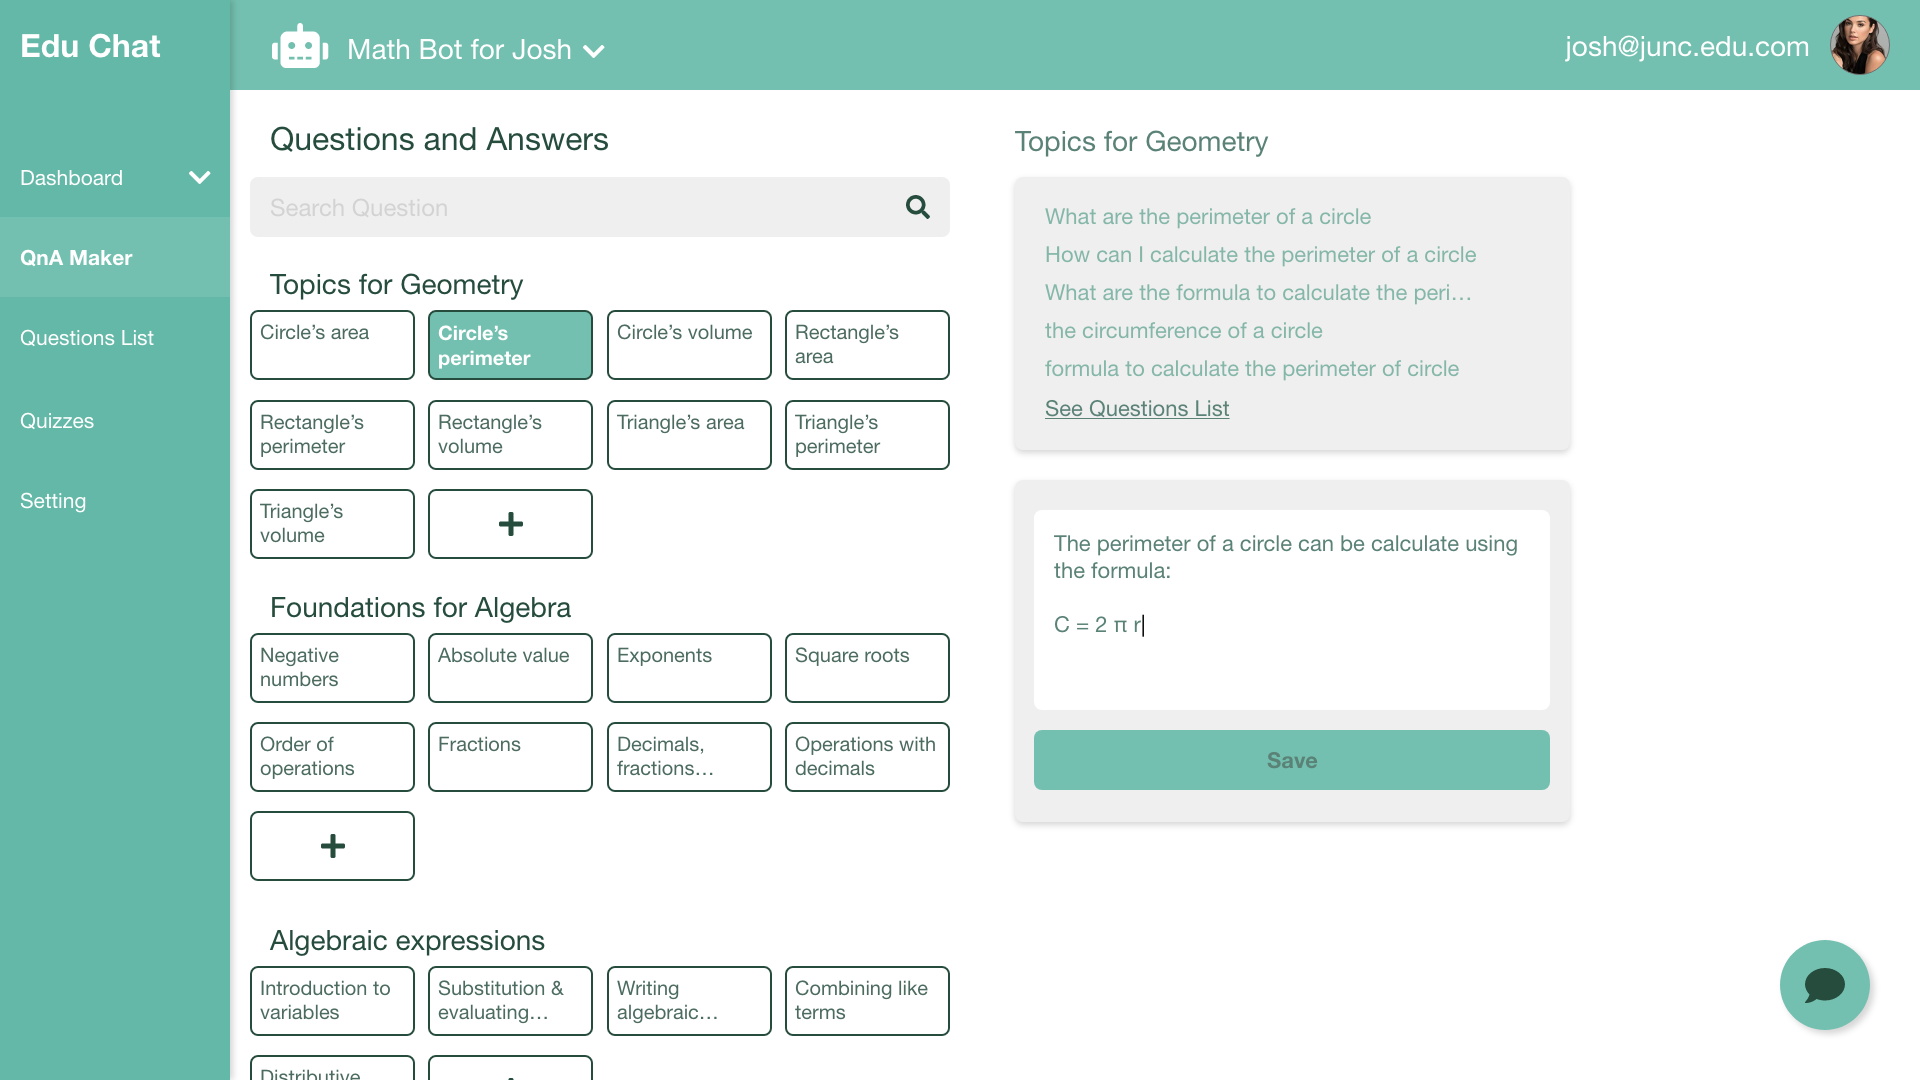 Edu Chat
Math Bot for Josh
josh@junc.edu.com
Dashboard
QnA Maker
Questions List
Quizzes
Setting
Questions and Answers
Search Question
Topics for Geometry
Circle’s area
Circle’s
perimeter
Circle’s volume
Rectangle’s
area
Rectangle’s
perimeter
Rectangle’s
volume
Triangle’s area
Triangle’s
perimeter
Triangle’s
volume
Foundations for Algebra
Negative
numbers
Absolute value
Exponents
Square roots
Order of
operations
Fractions
Decimals,
fractions…
Operations with
decimals
Algebraic expressions
Introduction to
variables
Substitution &
evaluating…
Writing
algebraic…
Combining like
terms
Distributive
Topics for Geometry
What are the perimeter of a circle
How can I calculate the perimeter of a circle
What are the formula to calculate the peri…
the circumference of a circle
formula to calculate the perimeter of circle
See Questions List
The perimeter of a circle can be calculate using
the formula:
C = 2 π r
Save